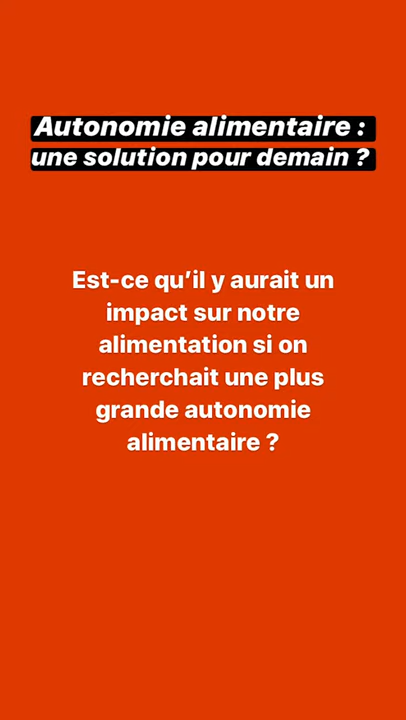 Autonomie alimentaire :
une solution pour demain ?
Est-ce qu’il y aurait un
impact sur notre
alimentation si on
recherchait une plus
grande autonomie
alimentaire ?